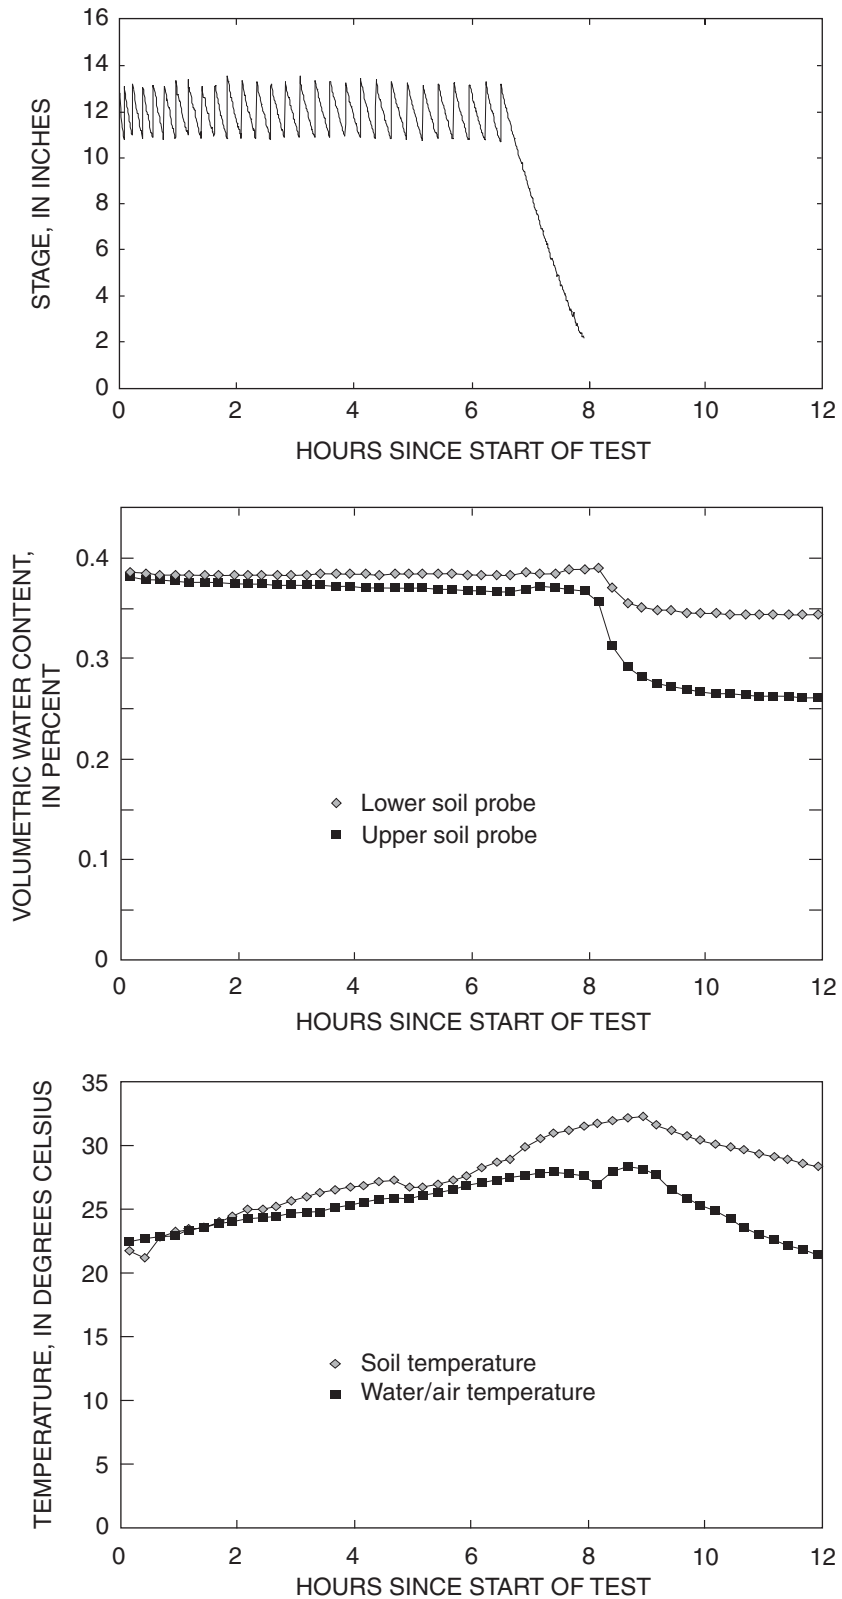 16
14
12
10
8
6
4
2
0
STAGE, IN INCHES
0 2 4 6 8 10 12
HOURS SINCE START OF TEST
0.4
0.3
0.2
0.1
0
VOLUMETRIC WATER CONTENT,
IN PERCENT
Lower soil probe
Upper soil probe
0 2 4 6 8 10 12
HOURS SINCE START OF TEST
35
30
25
20
15
10
5
0
TEMPERATURE, IN DEGREES CELSIUS
Soil temperature
Water/air temperature
0 2 4 6 8 10 12
HOURS SINCE START OF TEST